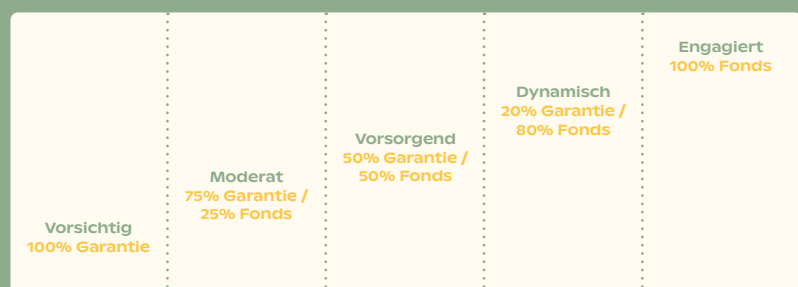 Vorsichtig
100% Garantie
Moderat
75% Garantie /
25% Fonds
Vorsorgend
50% Garantie /
50% Fonds
Dynamisch
20% Garantie /
80% Fonds
Engagiert
100% Fonds